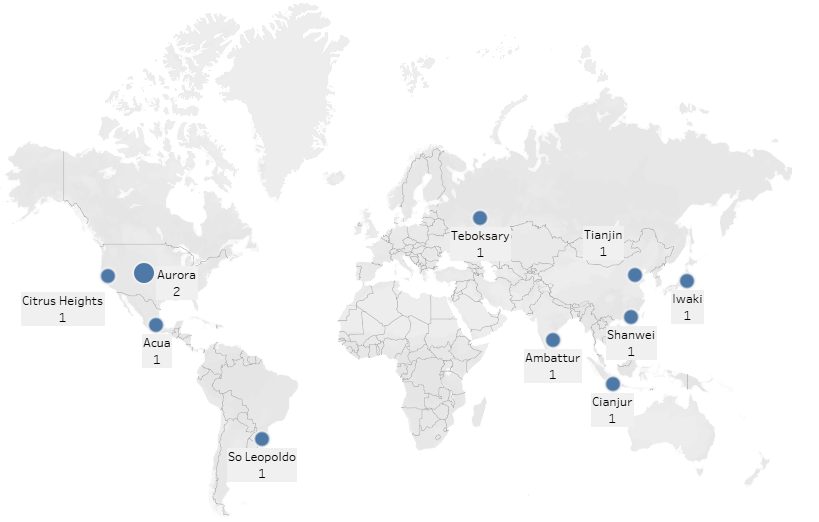 Teboksary
1
Tianjin
1
Aurora
2
Citrus Heights
1
Iwaki
1
Acua
1
Shanwei
1
Ambattur
1
Cianjur
1
So Leopoldo
1